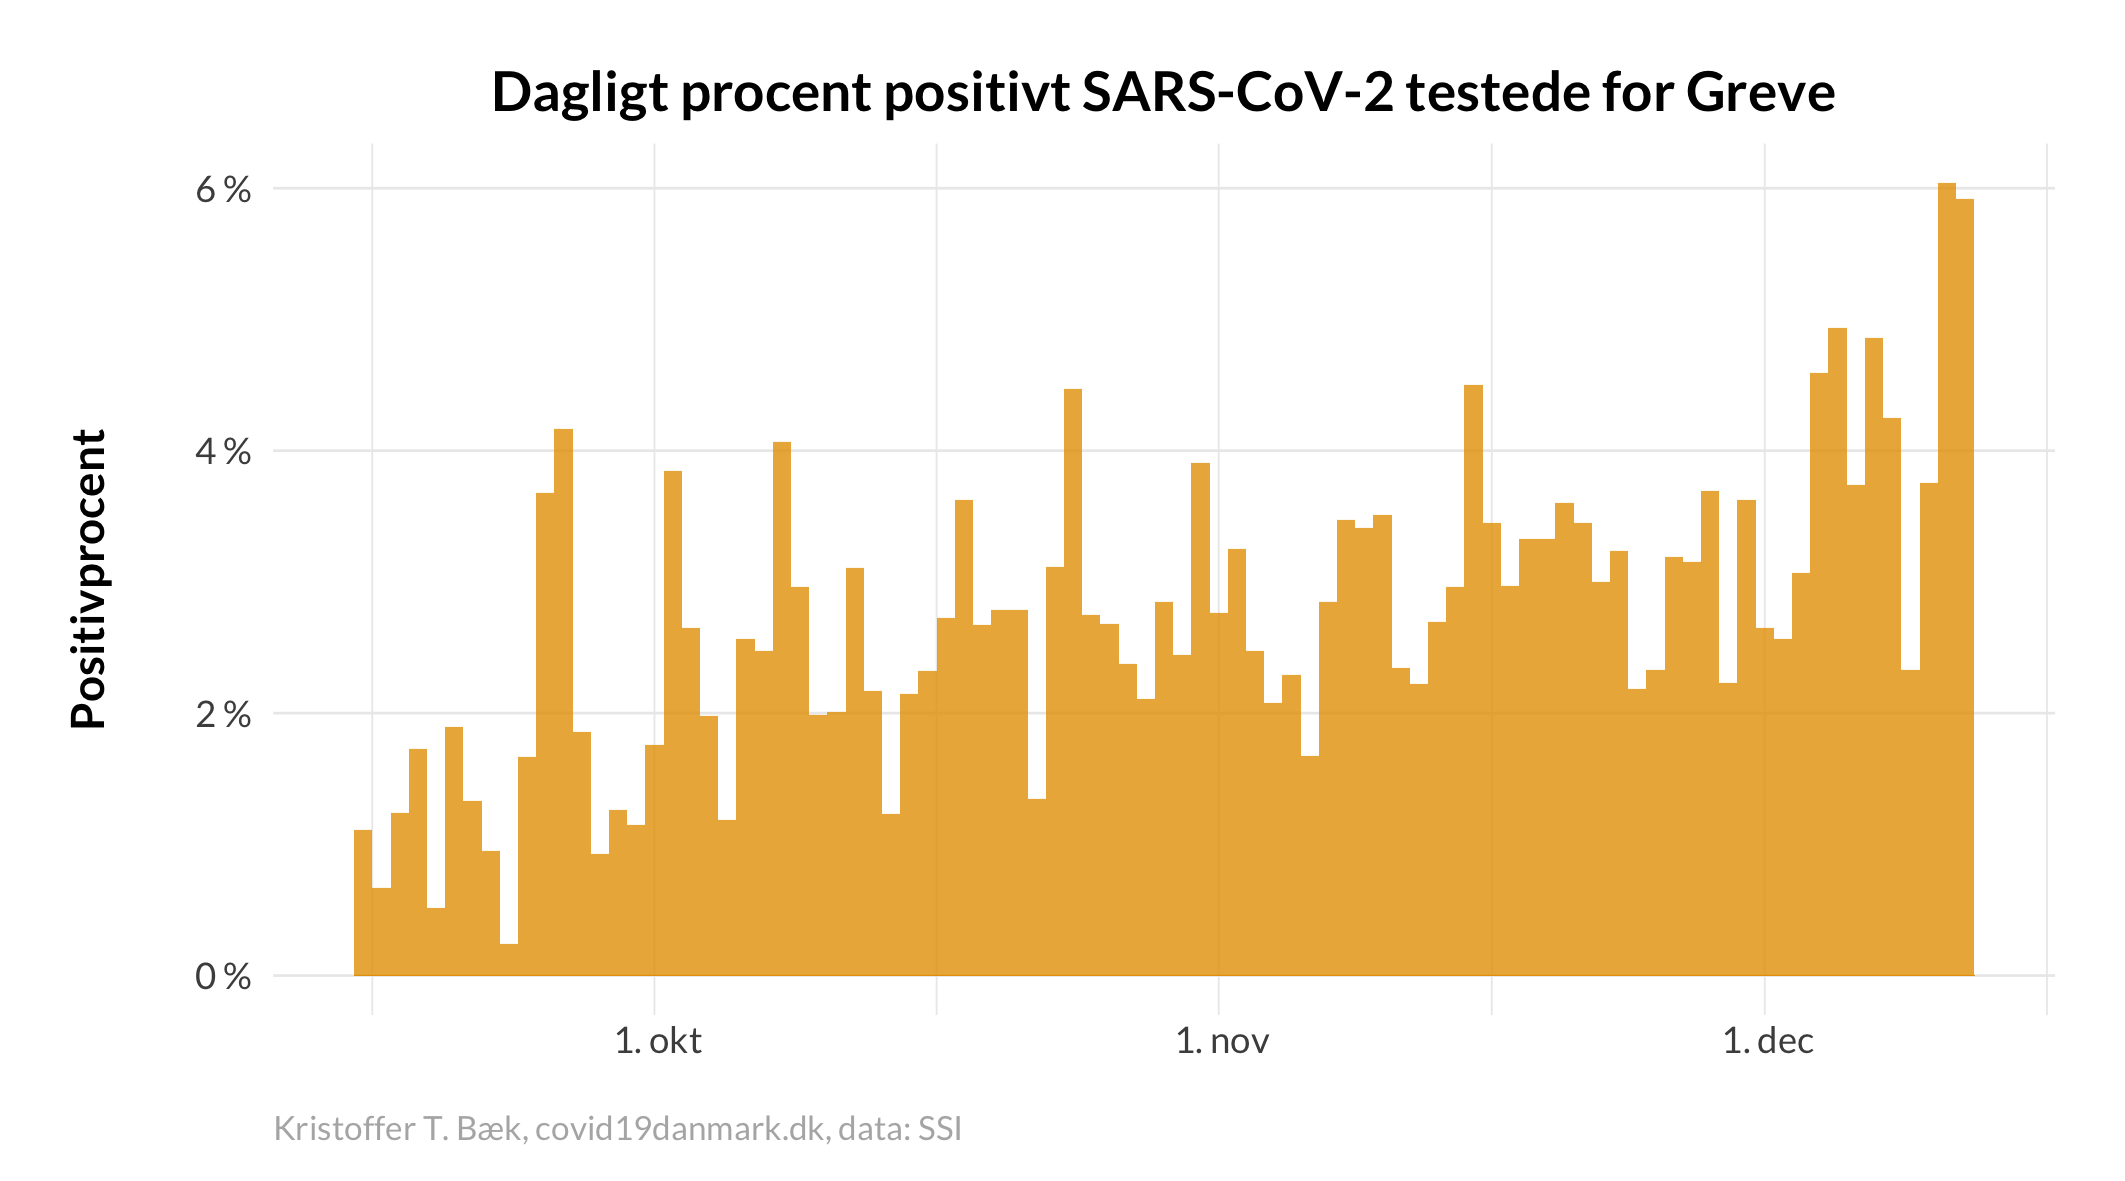 Dagligt procent positivt SARS-CoV-2 testede for Greve
Positivprocent
6 %
4 %
2 %
0 %
1. okt
1. nov
1. dec
Kristoffer T. Bæk, covid19danmark.dk, data: SSI